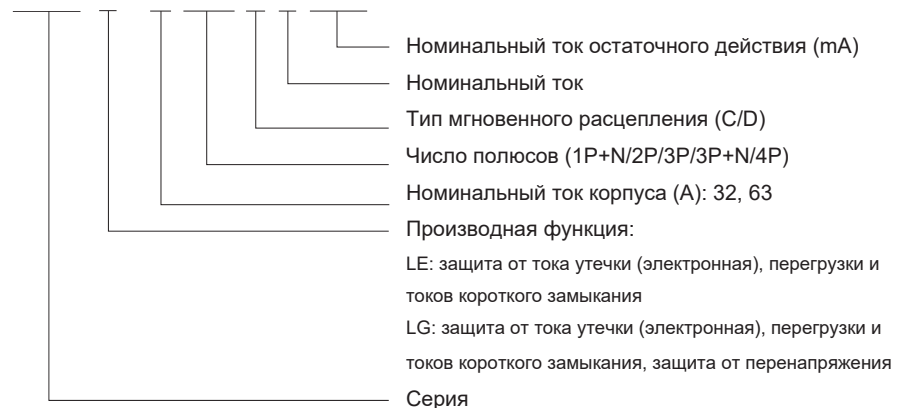 Номинальный ток остаточного действия (mA)
Номинальный ток
Тип мгновенного расцепления (C/D)
Число полюсов (1P+N/2P/3P/3P+N/4P)
Номинальный ток корпуса (A): 32, 63
Производная функция:
LE: защита от тока утечки (электронная), перегрузки и
токов короткого замыкания
LG: защита от тока утечки (электронная), перегрузки и
токов короткого замыкания, защита от перенапряжения
Серия